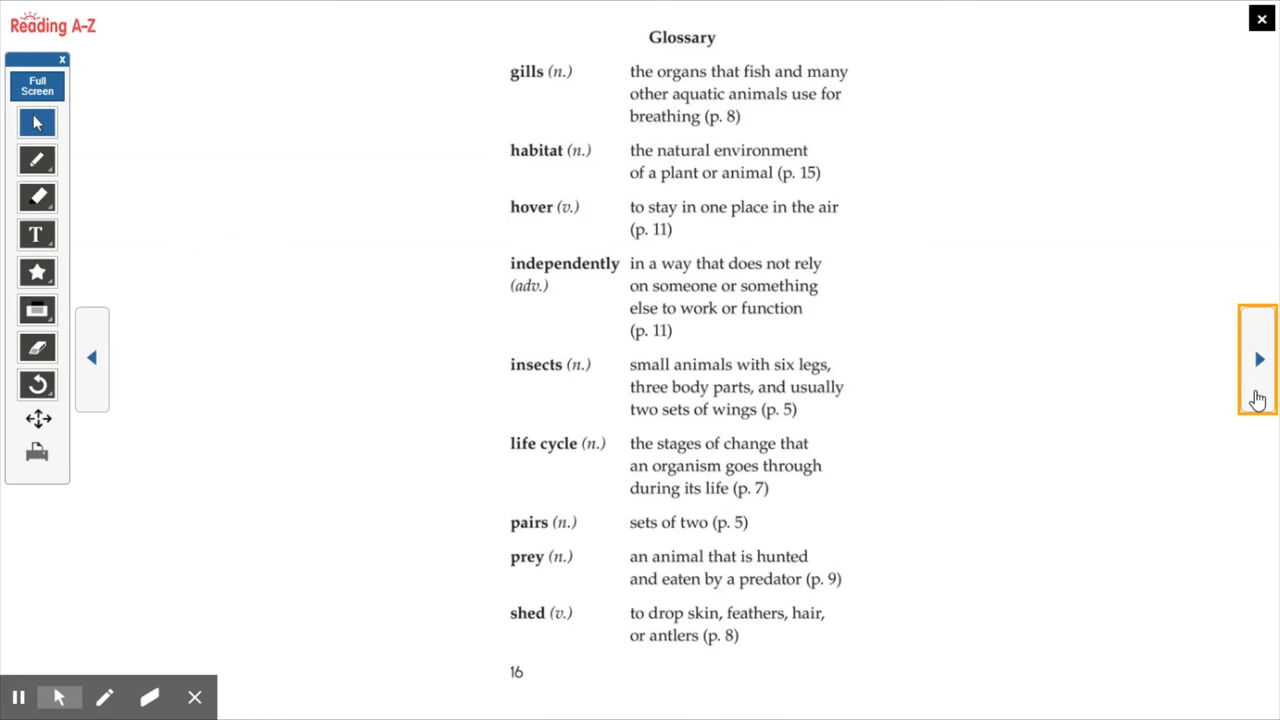 Reading A-Z
x
Full
Screen
T
Glossary
gills (n.) the organs that fish and many
other aquatic animals use for
breathing (p. 8)
habitat (n.) the natural environment
of a plant or animal (p. 15)
hover (v.) to stay in one place in the air
(p. 11)
independently in a way that does not rely
(adv.) on someone or something
else to work or function
(p. 11)
insects (n.) small animals with six legs,
three body parts, and usually
two sets of wings (p. 5)
life cycle (n.) the stages of change that
an organism goes through
during its life (p. 7)
pairs (n.) sets of two (p. 5)
prey (n.) an animal that is hunted
and eaten by a predator (p. 9)
shed (v.) to drop skin, feathers, hair,
or antlers (p. 8)
16